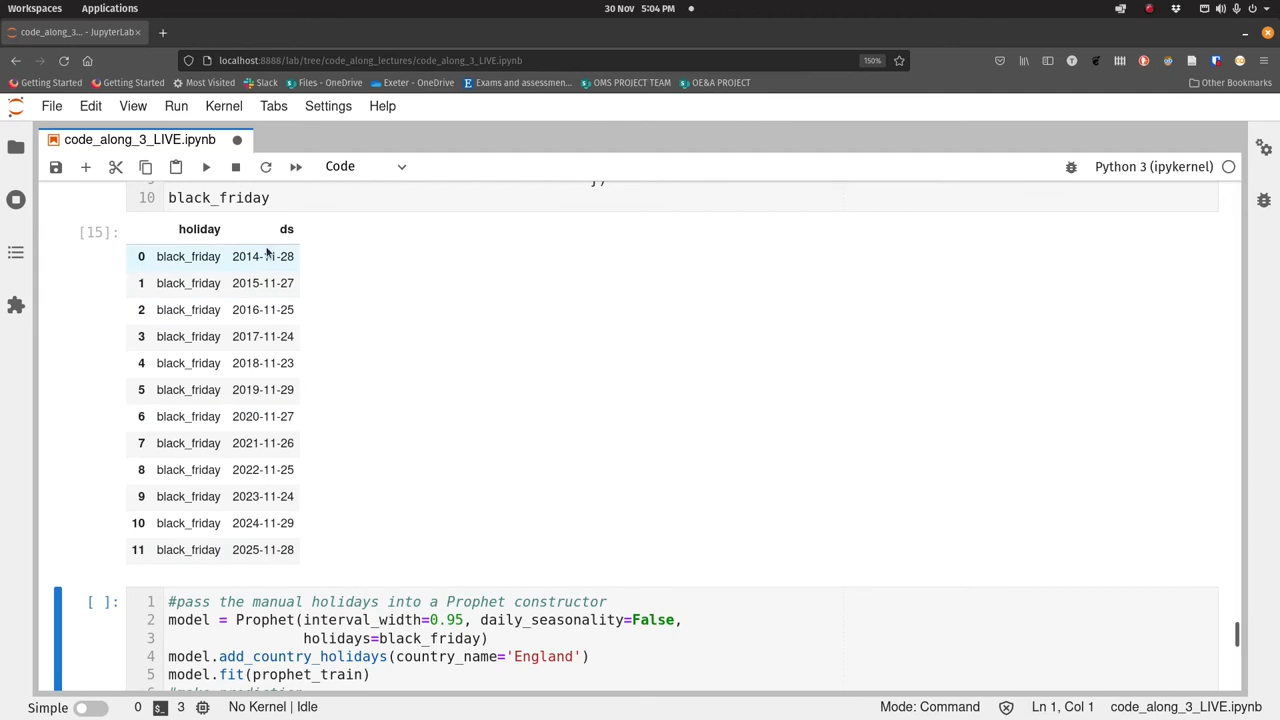 Workspaces Applications 30 Nov 5:04 PM
code_along_3... - JupyterLab
localhost:8888/lab/tree/code_along_lectures/code_along_3_LIVE.ipynb 150%
Getting Started Getting Started Most Visited Slack Files - OneDrive Exeter - OneDrive Exams and assessmen... OMS PROJECT TEAM OE&A PROJECT Other Bookmarks
File Edit View Run Kernel Tabs Settings Help
code_along_3_LIVE.ipynb
Code Python 3 (ipykernel)
10 black_friday
[15]: holiday ds
0 black_friday 2014-11-28
1 black_friday 2015-11-27
2 black_friday 2016-11-25
3 black_friday 2017-11-24
4 black_friday 2018-11-23
5 black_friday 2019-11-29
6 black_friday 2020-11-27
7 black_friday 2021-11-26
8 black_friday 2022-11-25
9 black_friday 2023-11-24
10 black_friday 2024-11-29
11 black_friday 2025-11-28
[ ]: 1 #pass the manual holidays into a Prophet constructor
2 model = Prophet(interval_width=0.95, daily_seasonality=False,
3 holidays=black_friday)
4 model.add_country_holidays(country_name='England')
5 model.fit(prophet_train)
Simple 0 3 No Kernel | Idle Mode: Command Ln 1, Col 1 code_along_3_LIVE.ipynb